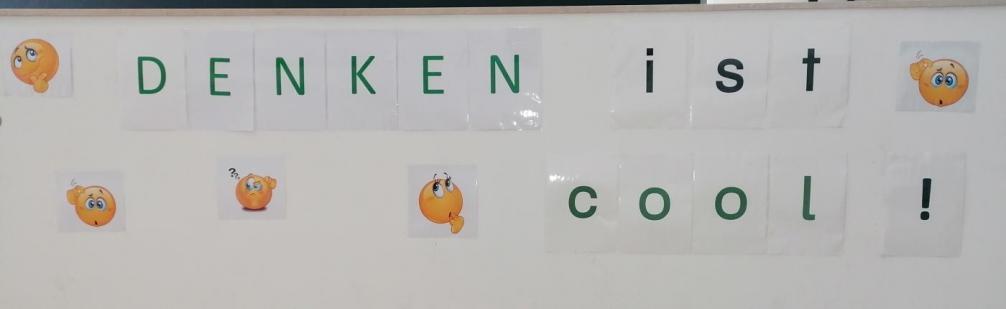 DENKEN ist
??
cool!